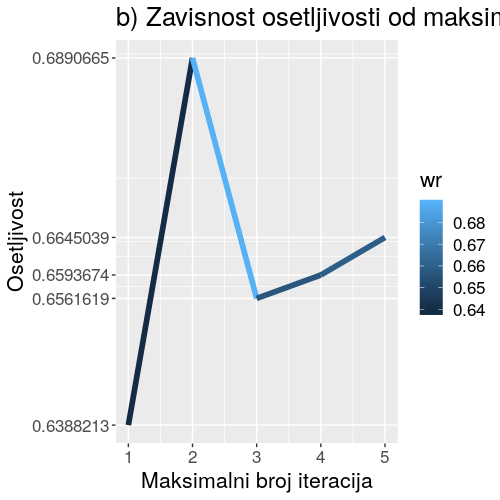 b) Zavisnost osetljivosti od maksim
Osetljivost
0.6890665
0.6645039
0.6593674
0.6561619
0.6388213
1 2 3 4 5
Maksimalni broj iteracija
wr
0.68
0.67
0.66
0.65
0.64